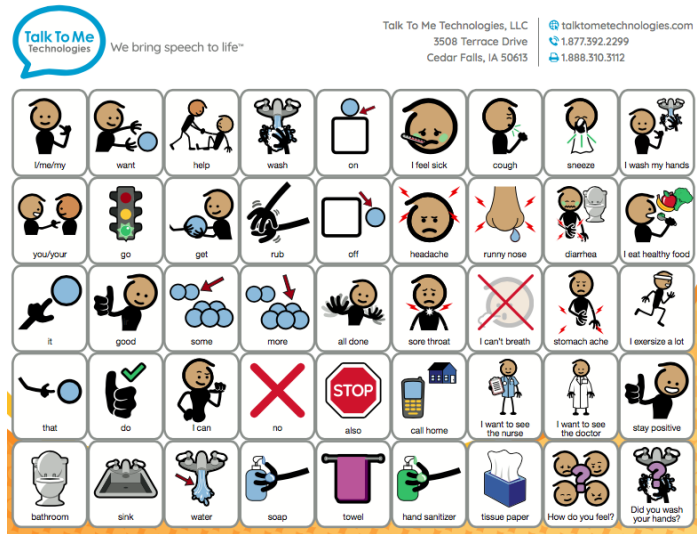 Talk To Me
Technologies
We bring speech to life™
Talk To Me Technologies, LLC
3508 Terrace Drive
Cedar Falls, IA 50613
talktometechnologies.com
1.877.392.2299
1.888.310.3112
I/me/my
want
help
wash
on
I feel sick
cough
sneeze
I wash my hands
you/your
go
get
rub
off
headache
runny nose
diarrhea
I eat healthy food
it
good
some
more
all done
sore throat
I can't breath
stomach ache
I exersize a lot
that
do
I can
no
STOP
also
call home
I want to see
the nurse
I want to see
the doctor
stay positive
bathroom
sink
water
soap
towel
hand sanitizer
tissue paper
?
How do you feel?
?
Did you wash
your hands?